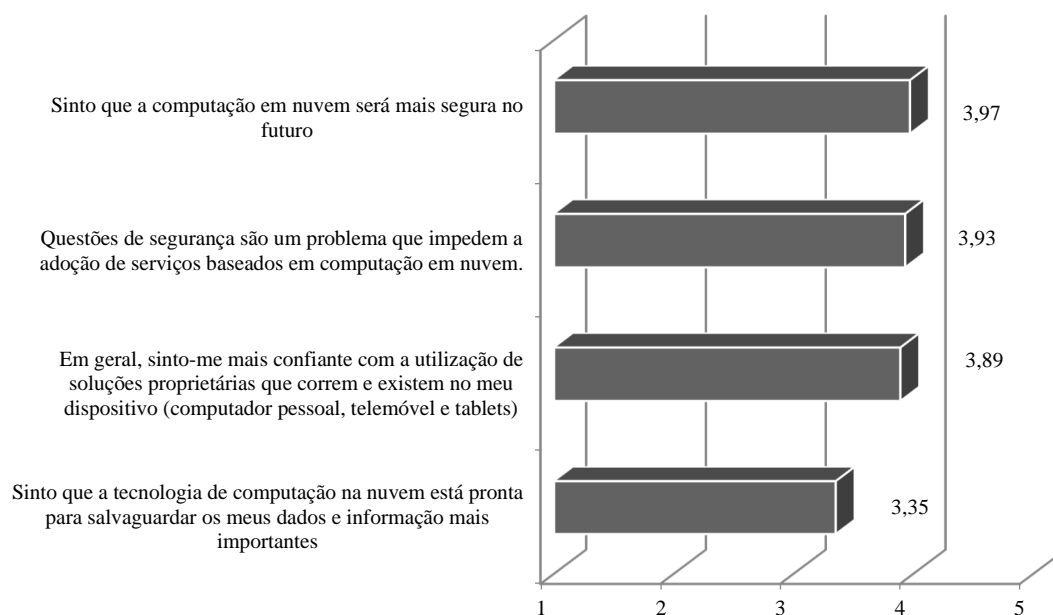 Sinto que a computação em nuvem será mais segura no
futuro
3,97
Questões de segurança são um problema que impedem a
adoção de serviços baseados em computação em nuvem.
3,93
Em geral, sinto-me mais confiante com a utilização de
soluções proprietárias que correm e existem no meu
dispositivo (computador pessoal, telemóvel e tablets)
3,89
Sinto que a tecnologia de computação na nuvem está pronta
para salvaguardar os meus dados e informação mais
importantes
3,35
1 2 3 4 5